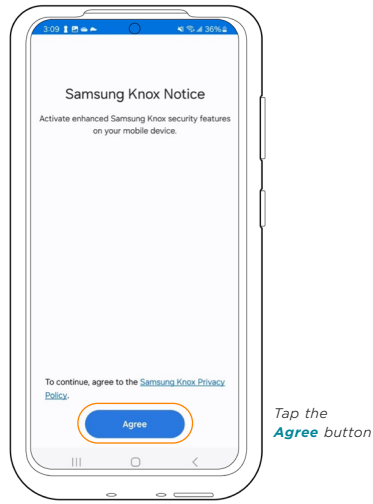 3:09 36%
Samsung Knox Notice
Activate enhanced Samsung Knox security features
on your mobile device.
To continue, agree to the Samsung Knox Privacy
Policy.
Agree
Tap the
Agree button